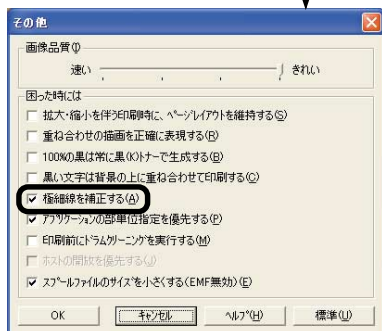 その他
画像品質(I)
速い
きれい
困った時には
拡大・縮小を伴う印刷時に、ページレイアウトを維持する(S)
重ね合わせの描画を正確に表現する(R)
100%の黒は常に黒(K)トナーで生成する(B)
黒い文字は背景の上に重ね合わせて印刷する(C)
極細線を補正する(A)
アプリケーションの部単位指定を優先する(P)
印刷前にドラムクリーニングを実行する(M)
ホストの開放を優先する(J)
スプールファイルのサイズを小さくする(EMF無効)(E)
OK
キャンセル
ヘルプ(H)
標準(U)